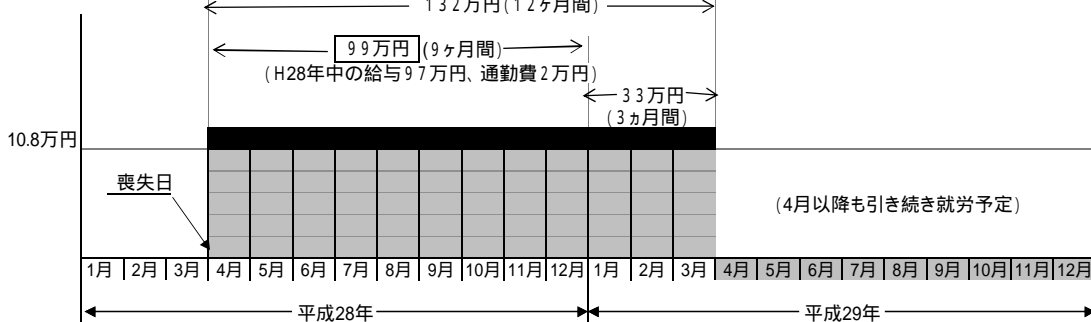 132万円(12ヶ月間)
99万円 (9ヶ月間)
(H28年中の給与97万円、通勤費2万円)
33万円
(3ヵ月間)
10.8万円
喪失日
(4月以降も引き続き就労予定)
1月 2月 3月 4月 5月 6月 7月 8月 9月 10月 11月 12月 1月 2月 3月 4月 5月 6月 7月 8月 9月 10月 11月 12月
平成28年 平成29年